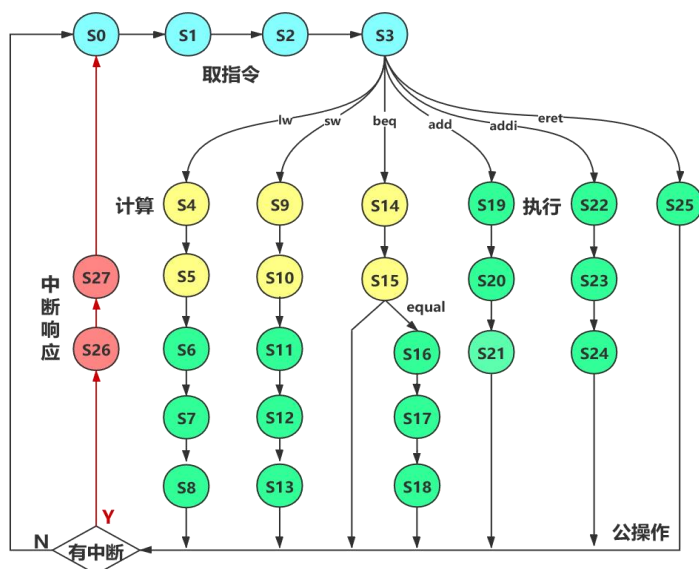 S0
S1
S2
S3
取指令
lw
sw
beq
add
addi
eret
计算
S4
S9
S14
S19
执行
S22
S25
中断响应
S27
S5
S10
S15
S20
S23
equal
S26
S6
S11
S16
S21
S24
S7
S12
S17
S8
S13
S18
Y
N
有中断
公操作